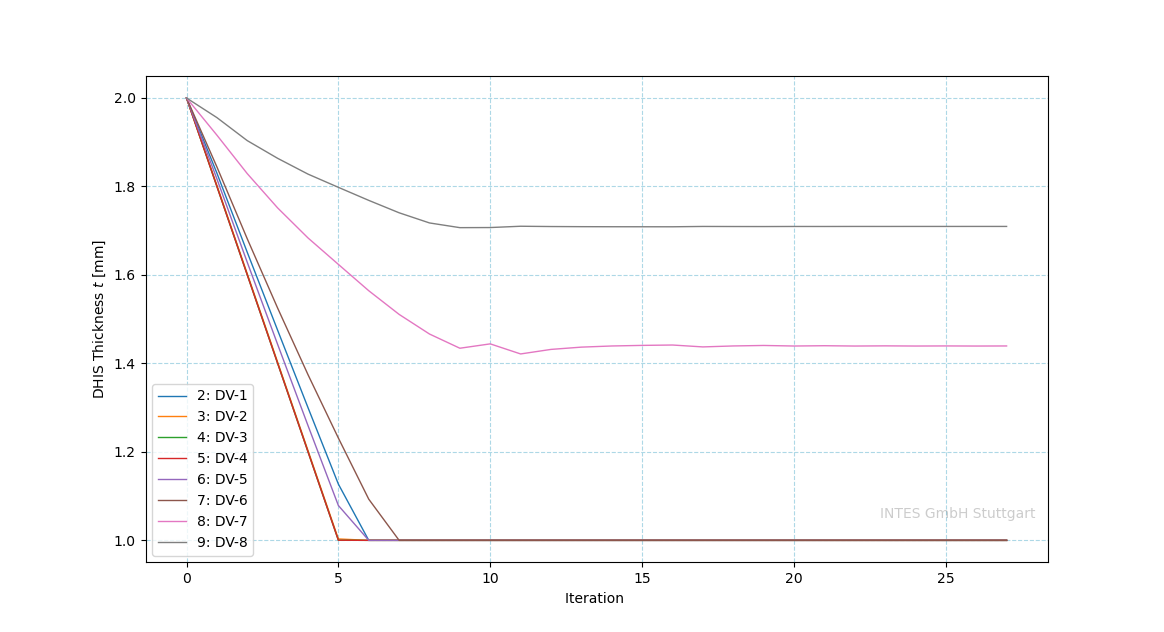 2.0
1.8
1.6
1.4
1.2
1.0
DHIS Thickness t [mm]
2: DV-1
3: DV-2
4: DV-3
5: DV-4
6: DV-5
7: DV-6
8: DV-7
9: DV-8
INTES GmbH Stuttgart
0 5 10 15 20 25
Iteration